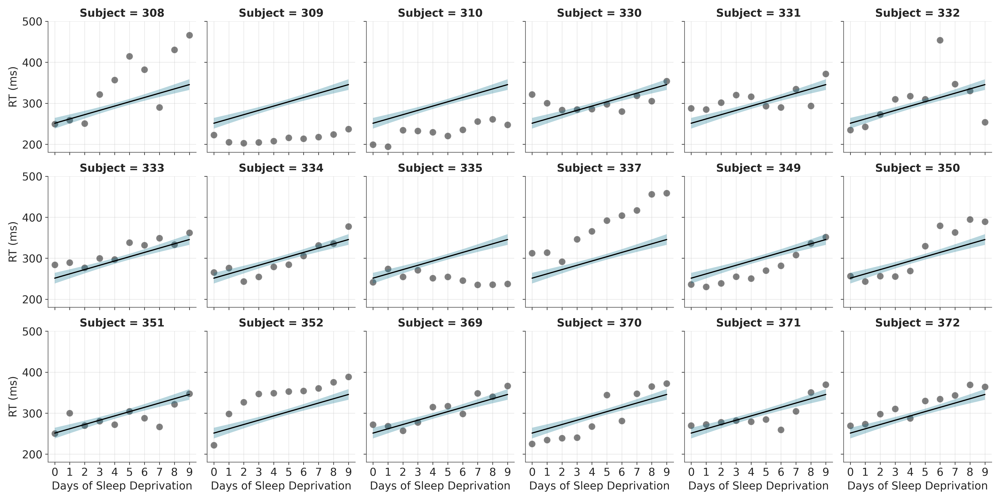 Subject = 308 Subject = 309 Subject = 310 Subject = 330 Subject = 331 Subject = 332
500
400
300
200
RT (ms)
Subject = 333 Subject = 334 Subject = 335 Subject = 337 Subject = 349 Subject = 350
500
400
300
200
RT (ms)
Subject = 351 Subject = 352 Subject = 369 Subject = 370 Subject = 371 Subject = 372
500
400
300
200
RT (ms)
0 1 2 3 4 5 6 7 8 9 0 1 2 3 4 5 6 7 8 9 0 1 2 3 4 5 6 7 8 9 0 1 2 3 4 5 6 7 8 9 0 1 2 3 4 5 6 7 8 9 0 1 2 3 4 5 6 7 8 9
Days of Sleep Deprivation Days of Sleep Deprivation Days of Sleep Deprivation Days of Sleep Deprivation Days of Sleep Deprivation Days of Sleep Deprivation